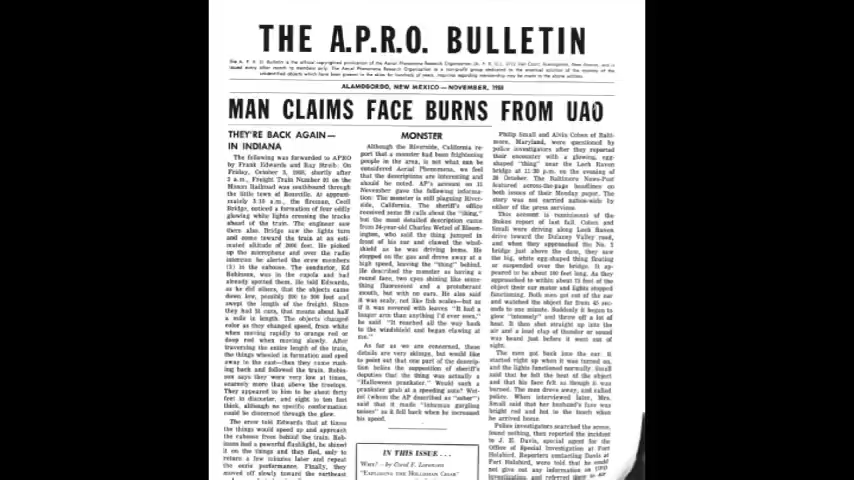 THE A.P.R.O. BULLETIN
ALAMOGORDO, NEW MEXICO — NOVEMBER, 1958
MAN CLAIMS FACE BURNS FROM UAO
THEY'RE BACK AGAIN—
IN INDIANA
The following was forwarded to APRO
by Frank Edwards and Ray
On
Friday, October 3, 1958, shortly after
3 a.m., Freight Train Number 91 on the
Monon Railroad was southbound through
the little town of
At approxi-
mately 3:10 a.m., the fireman, Cecil
Bridge, noticed a formation of four oddly
glowing white lights crossing the tracks
ahead of the train. The engineer saw
them also. Bridge saw the lights turn
and come toward the train at an esti-
mated altitude of
feet. He picked
up the microphone and over the radio
intercom he alerted the crew members
in the caboose. The conductor, Ed
Robinson, was in the cupola and had
already spotted them. He told Edwards,
as he did others, that the objects came
down low, possibly 200 to 300 feet and
swept the length of the freight. Since
they had 56 cars, that means about half
a mile in length. The objects changed
color as they changed speed, from white
when moving rapidly to orange red or
deep red when moving slowly. After
traversing the entire length of the train,
the things wheeled in formation and sped
away to the east—then they came rush-
ing back and followed the train. Robin-
son says they were very low at times,
scarcely more than above the treetops.
They appeared to him to be about forty
feet in diameter, and eight to ten feet
thick, although no specific conformation
could be discerned through the glow.
The crew told Edwards that at times
the things would speed up and approach
the caboose from behind the train. Rob-
inson had a powerful flashlight, he shined
it on the things and they fled, only to
return a few minutes later and repeat
the eerie performance. Finally, they
moved off slowly toward the northeast
MONSTER
Although the Riverside, California re-
port that a monster had been frightening
people in the area, is not what can be
considered Aerial Phenomena, we feel
that the descriptions are interesting and
should be noted. AP's account on 11
November gave the following informa-
tion: The monster is still plaguing River-
side, California. The sheriff's office
received some
calls about the "thing,"
but the most detailed description came
from 24-year-old Charles Wetzel of Bloom-
ington, who said the thing jumped in
front of his car and clawed the wind-
shield as he was driving home. He
stepped on the gas and drove away at a
high speed, leaving the "thing" behind.
He described the monster as having a
round face, two eyes shining like some-
thing fluorescent and a protuberant
mouth, but with no ears. He also said
it was scaly, not like fish scales—but as
if it was covered with leaves. "It had a
longer arm than anything I'd ever seen,"
he said "It reached all the way back
to the windshield and began clawing at
me."
As far as we are concerned, these
details are very skimpy, but would like
to point out that one part of the descrip-
tion belies the supposition of sheriff's
deputies that the thing was actually a
"Halloween prankster." Would such a
prankster grab at a speeding auto? Wet-
zel (whom the AP described as "sober")
said that it made "inhuman gurgling
noises" as it fell back when he increased
his speed.
IN THIS ISSUE . . .
WHY? — by Coral E. Lorenzen
Philip Small and Alvin Cohen of Balti-
more, Maryland, were questioned by
police investigators after they reported
their encounter with a glowing, egg-
shaped "thing" near the Loch Raven
bridge at 11:30 p.m. on the evening of
26 October. The Baltimore News-Post
featured across-the-page headlines on
both issues of their Monday paper. The
story was not carried nation-wide by
either of the press services.
This account is reminiscent of the
report of last fall. Cohen and
Small were driving along Loch Raven
drive toward the Dulaney Valley road,
and when they approached the No. 1
bridge just above the dam, they saw
the big, white egg-shaped thing floating
or suspended over the bridge. It ap-
peared to be about 100 feet long. As they
approached to within about 75 feet of the
object their car motor and lights stopped
functioning. Both men got out of the car
and watched the object for from 45 sec-
onds to one minute. Suddenly it began to
glow "intensely" and throw off a lot of
heat. It then shot straight up into the
air and a loud clap of thunder or sound
was heard just before it went out of
sight.
The men got back into the car; it
started right up when it was turned on,
and the lights functioned normally. Small
said that he felt the heat of the object
and that his face felt as though it was
burned. The men drove away, and called
police. When interviewed later, Mrs.
Small said that her husband's face was
bright red and hot to the touch when
he arrived home.
Police investigators searched the scene,
found nothing, then reported the incident
to J. E. Davis, special agent for the
Office of Special Investigation at Fort
Holabird. Reporters contacting Davis at
Fort Holabird, were told that he could
not give out any information on
investigation, and referred them to